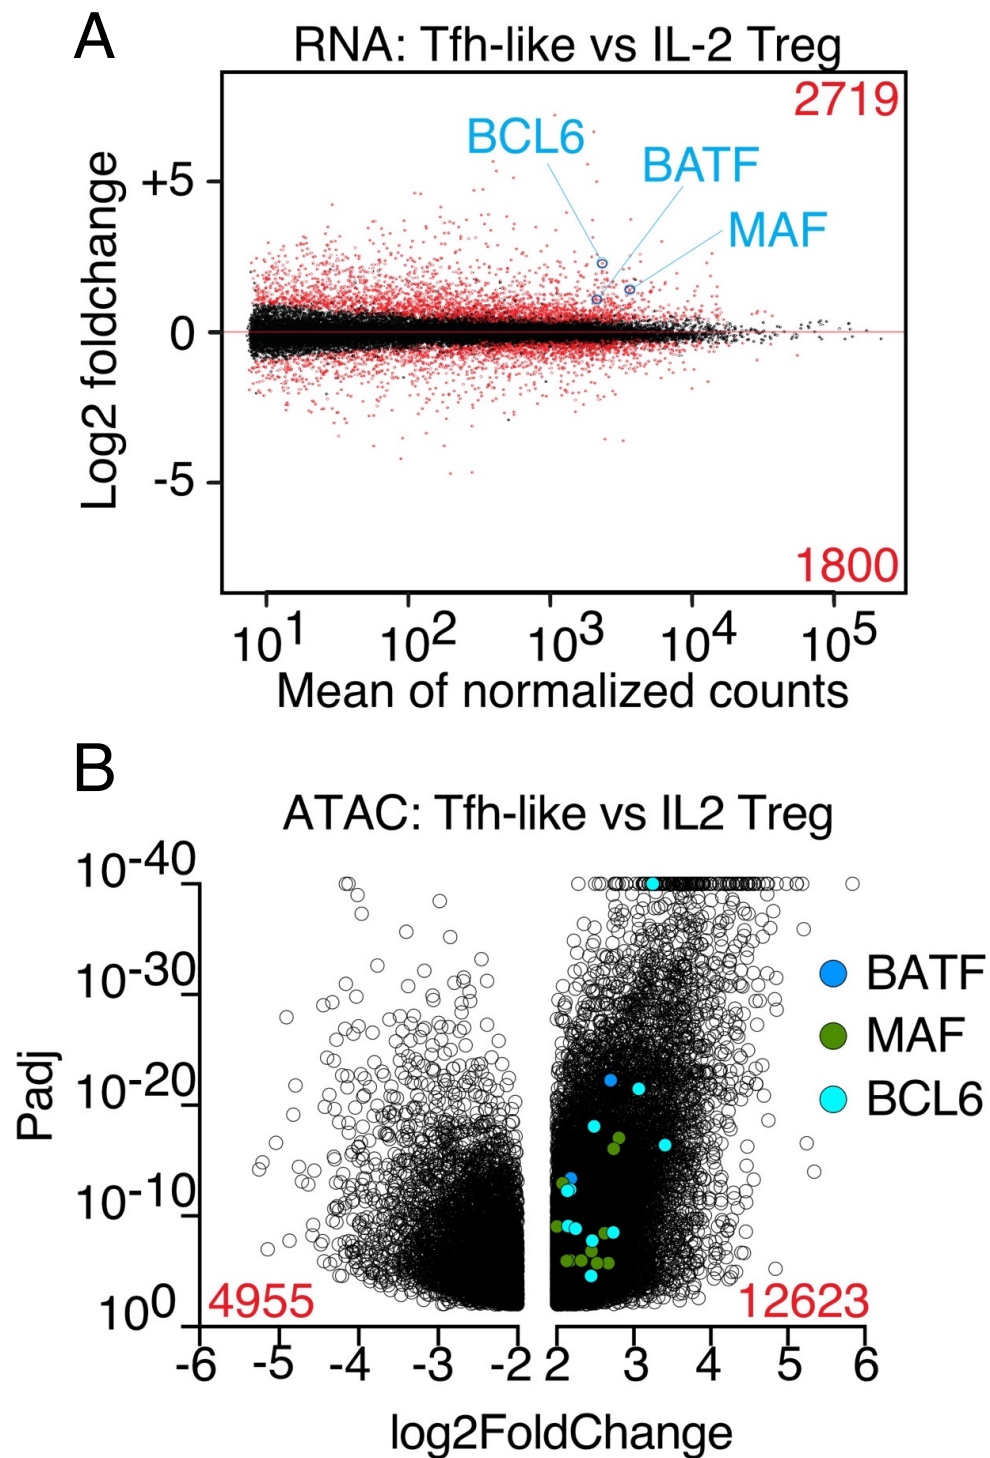 A
RNA: Tfh-like vs IL-2 Treg
2719
BCL6
BATF
MAF
+5
0
-5
Log2 foldchange
1800
10^1 10^2 10^3 10^4 10^5
Mean of normalized counts
B
ATAC: Tfh-like vs IL2 Treg
10^-40
10^-30
10^-20
10^-10
10^0
Padj
BATF
MAF
BCL6
4955
12623
-6 -5 -4 -3 -2 2 3 4 5 6
log2FoldChange